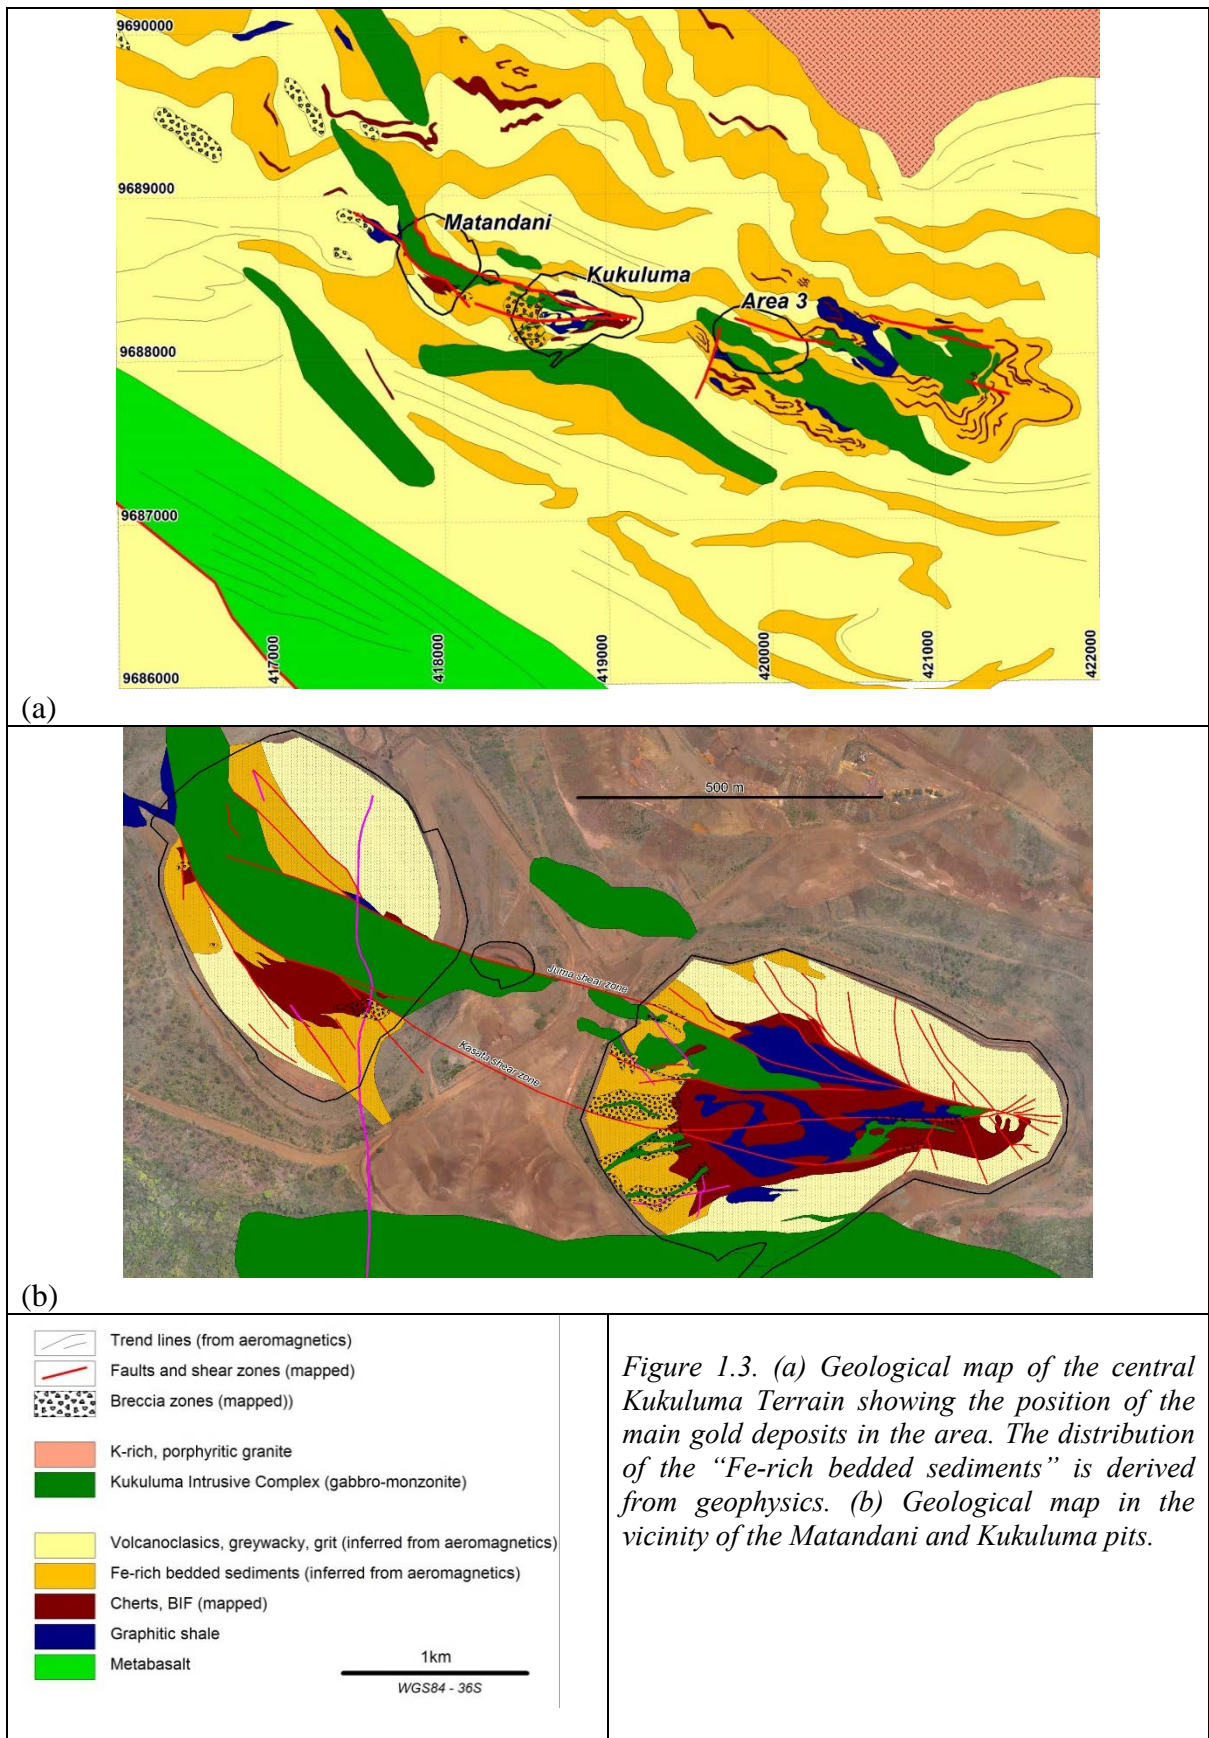 9690000
9689000
Matandani
Kukuluma
Area 3
9688000
9687000
9686000
417000
418000
419000
420000
421000
422000
(a)
500 m
Juma shear zone
Kasata shear zone
(b)
Trend lines (from aeromagnetics)
Faults and shear zones (mapped)
Breccia zones (mapped))
K-rich, porphyritic granite
Kukuluma Intrusive Complex (gabbro-monzonite)
Volcanoclasics, greywacky, grit (inferred from aeromagnetics)
Fe-rich bedded sediments (inferred from aeromagnetics)
Cherts, BIF (mapped)
Graphitic shale
Metabasalt
1km
WGS84 - 36S
Figure 1.3. (a) Geological map of the central
Kukuluma Terrain showing the position of the
main gold deposits in the area. The distribution
of the “Fe-rich bedded sediments” is derived
from geophysics. (b) Geological map in the
vicinity of the Matandani and Kukuluma pits.